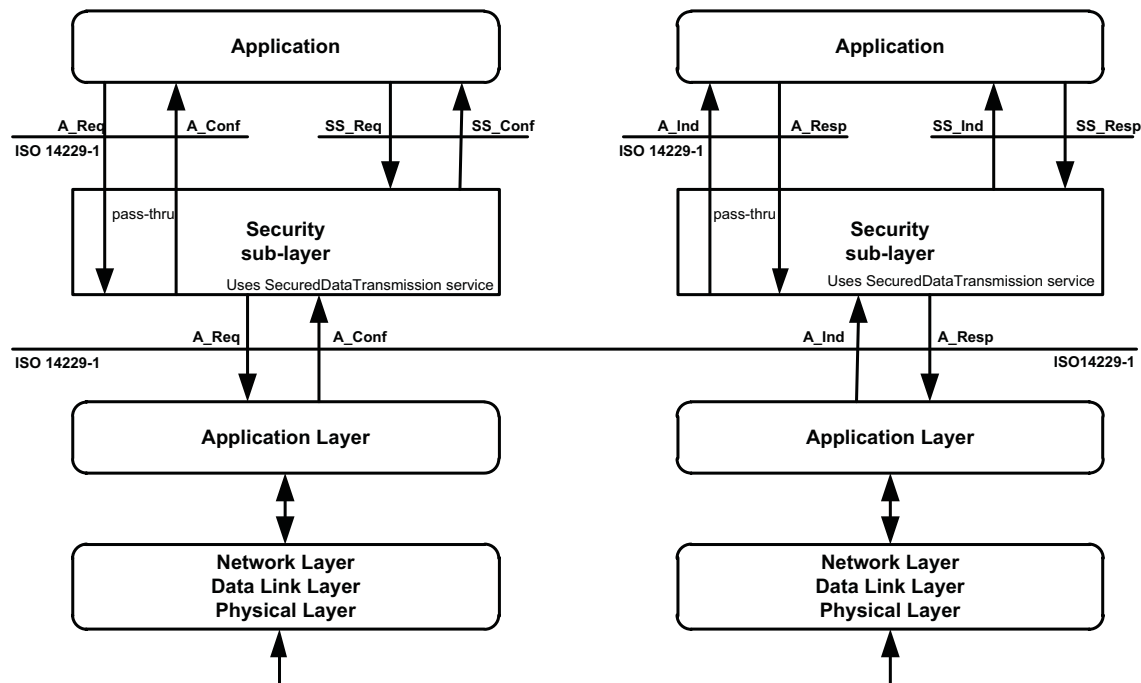 Application
Application
A_Req
A_Conf
SS_Req
SS_Conf
A_Ind
A_Resp
SS_Ind
SS_Resp
ISO 14229-1
ISO 14229-1
pass-thru
Security
sub-layer
Uses SecuredDataTransmission service
pass-thru
Security
sub-layer
Uses SecuredDataTransmission service
A_Req
A_Conf
A_Ind
A_Resp
ISO 14229-1
ISO14229-1
Application Layer
Application Layer
Network Layer
Data Link Layer
Physical Layer
Network Layer
Data Link Layer
Physical Layer